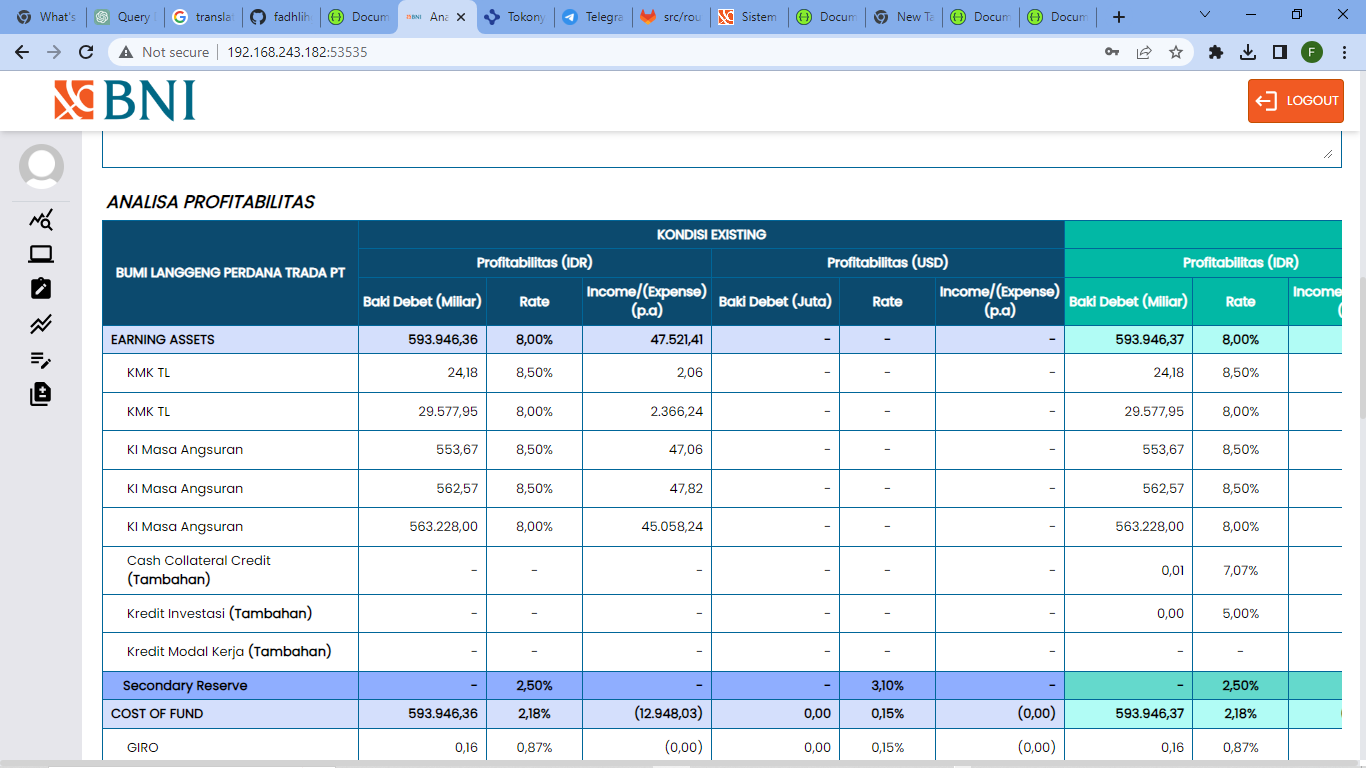 What's
Query
translat
fadhlih
Docum
BNI Ana
Tokony
Telegra
src/rou
Sistem
Docum
New Ta
Docum
Docum
Not secure 192.168.243.182:53535
F
BNI
LOGOUT
ANALISA PROFITABILITAS
BUMI LANGGENG PERDANA TRADA PT
KONDISI EXISTING
Profitabilitas (IDR) Profitabilitas (USD) Profitabilitas (IDR)
Baki Debet (Miliar) Rate Income/(Expense) (p.a) Baki Debet (Juta) Rate Income/(Expense) (p.a) Baki Debet (Miliar) Rate Income
EARNING ASSETS 593.946,36 8,00% 47.521,41 - - - 593.946,37 8,00%
KMK TL 24,18 8,50% 2,06 - - - 24,18 8,50%
KMK TL 29.577,95 8,00% 2.366,24 - - - 29.577,95 8,00%
KI Masa Angsuran 553,67 8,50% 47,06 - - - 553,67 8,50%
KI Masa Angsuran 562,57 8,50% 47,82 - - - 562,57 8,50%
KI Masa Angsuran 563.228,00 8,00% 45.058,24 - - - 563.228,00 8,00%
Cash Collateral Credit
(Tambahan) - - - - - - 0,01 7,07%
Kredit Investasi (Tambahan) - - - - - - 0,00 5,00%
Kredit Modal Kerja (Tambahan) - - - - - - - -
Secondary Reserve - 2,50% - - 3,10% - - 2,50%
COST OF FUND 593.946,36 2,18% (12.948,03) 0,00 0,15% (0,00) 593.946,37 2,18%
GIRO 0,16 0,87% (0,00) 0,00 0,15% (0,00) 0,16 0,87%